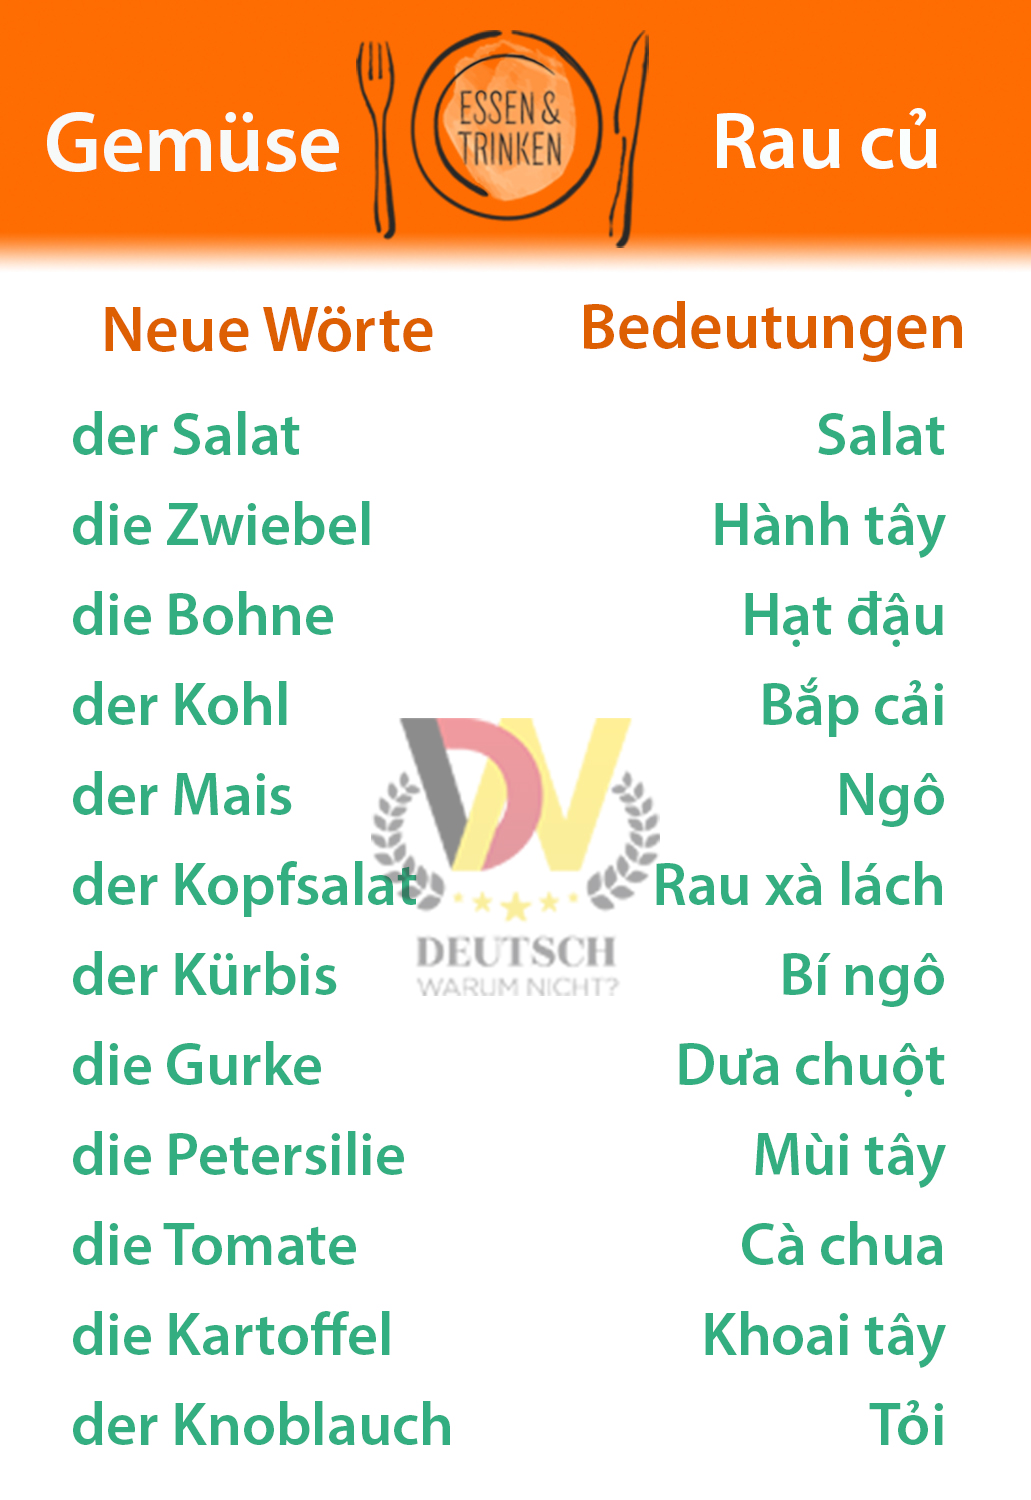 Gemüse
ESSEN &
TRINKEN
Rau củ
Neue Wörte
Bedeutungen
der Salat
Salat
die Zwiebel
Hành tây
die Bohne
Hạt đậu
der Kohl
Bắp cải
der Mais
Ngô
der Kopfsalat
Rau xà lách
der Kürbis
Bí ngô
die Gurke
Dưa chuột
die Petersilie
Mùi tây
die Tomate
Cà chua
die Kartoffel
Khoai tây
der Knoblauch
Tỏi
DW
DEUTSCH
WARUM NICHT?